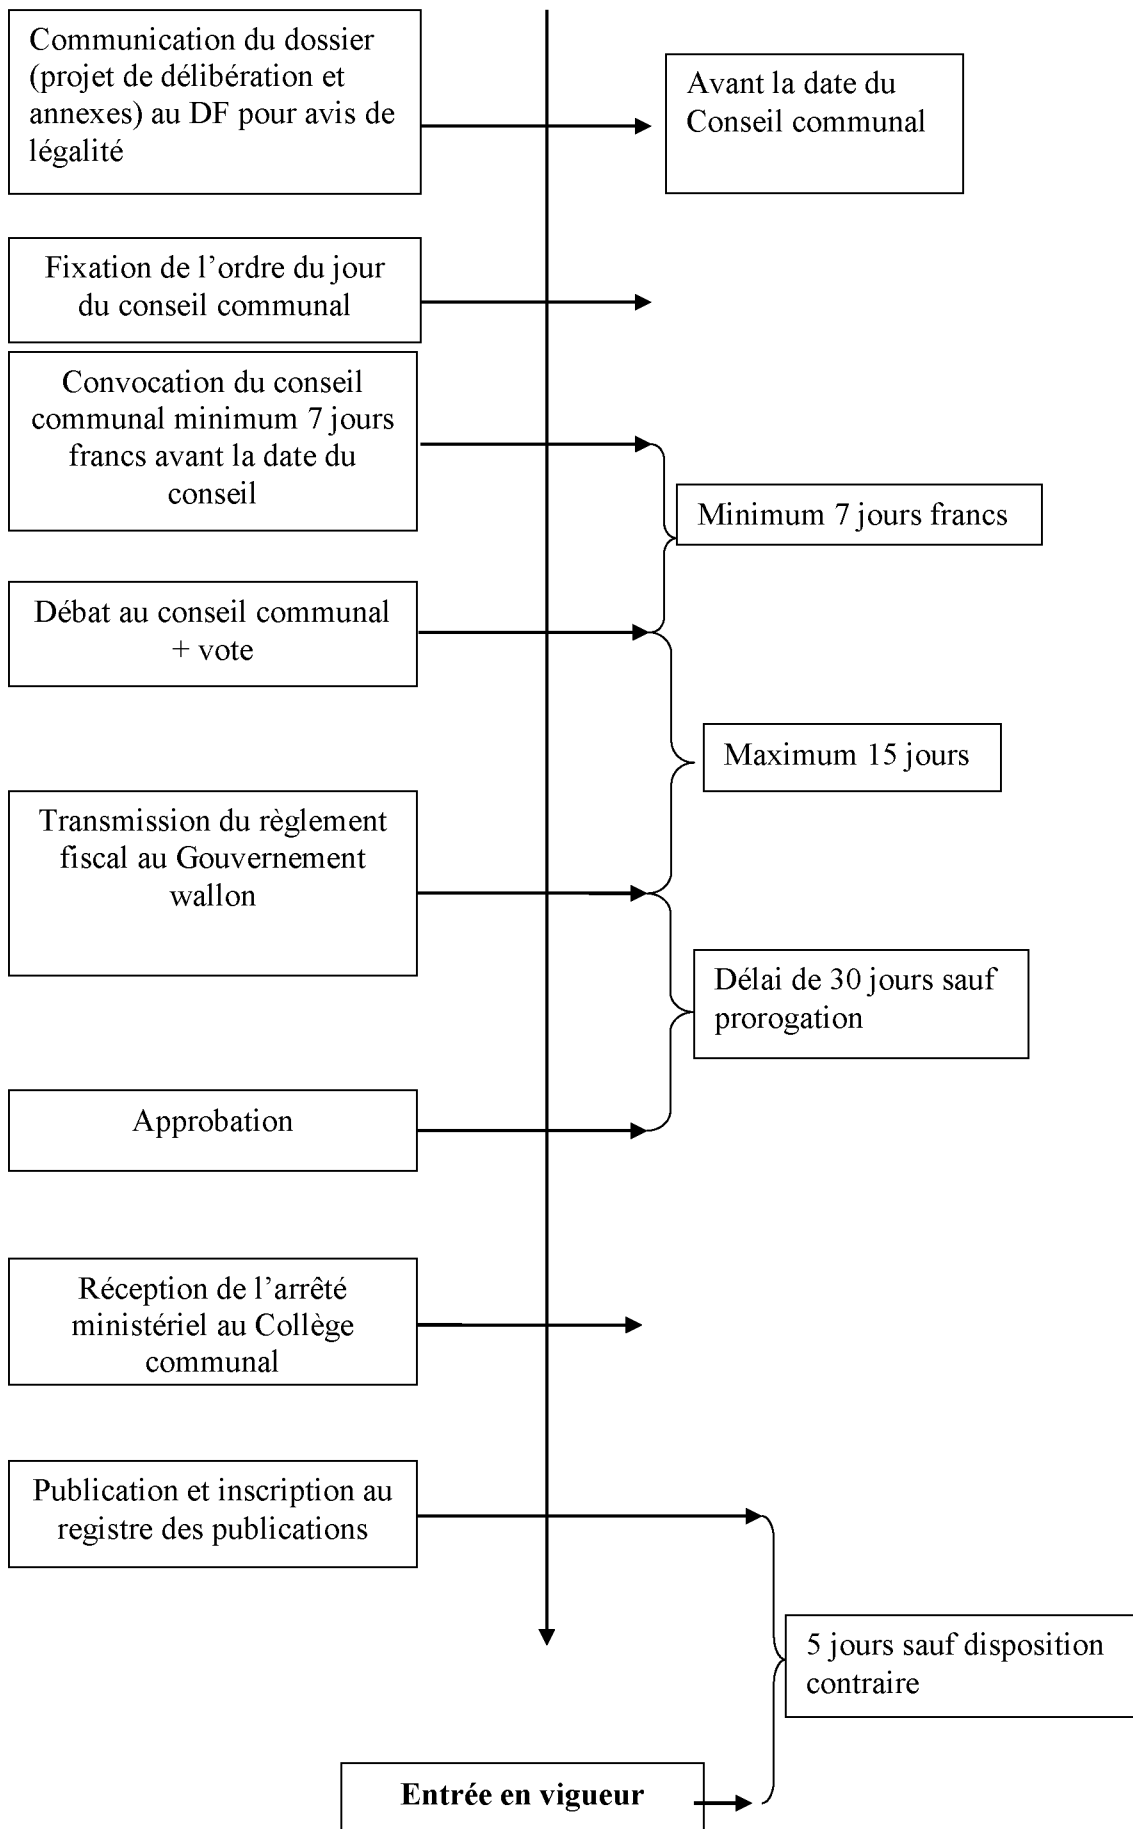 Communication du dossier
(projet de délibération et
annexes) au DF pour avis de
légalité
Avant la date du
Conseil communal
Fixation de l’ordre du jour
du conseil communal
Convocation du conseil
communal minimum 7 jours
francs avant la date du
conseil
Minimum 7 jours francs
Débat au conseil communal
+ vote
Maximum 15 jours
Transmission du règlement
fiscal au Gouvernement
wallon
Délai de 30 jours sauf
prorogation
Approbation
Réception de l’arrêté
ministériel au Collège
communal
Publication et inscription au
registre des publications
5 jours sauf disposition
contraire
Entrée en vigueur